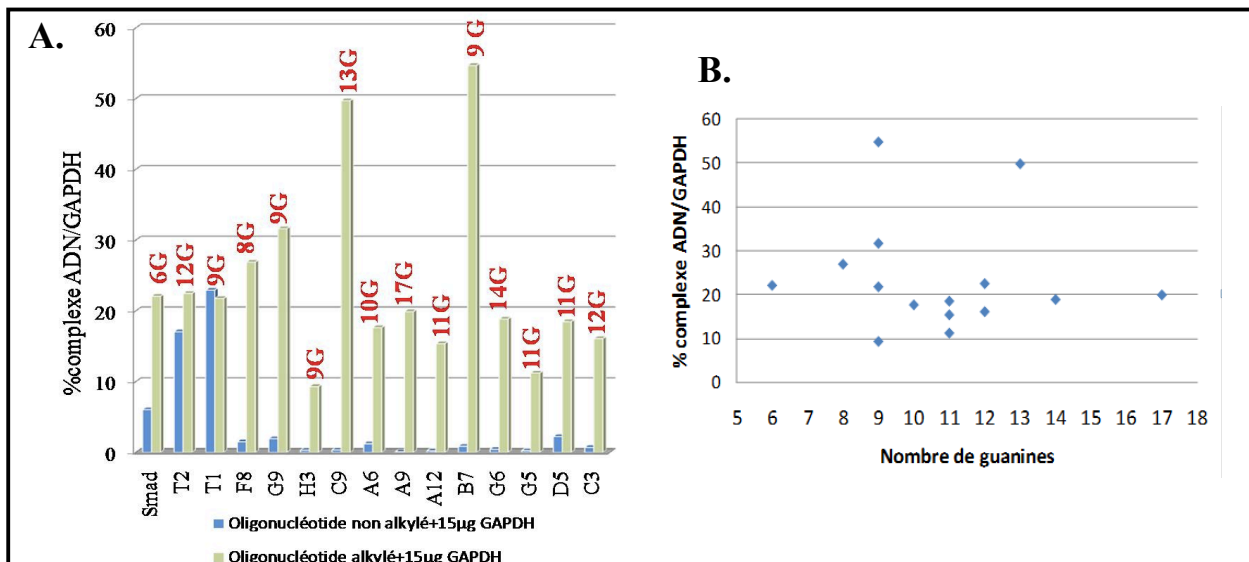 A.
%complexe ADN/GAPDH
60
50
40
30
20
10
0
6G
12G
9G
8G
9G
9G
13G
10G
17G
11G
9 G
14G
11G
11G
12G
Smad
T2
T1
F8
G9
H3
C9
A6
A9
A12
B7
G6
G5
D5
C3
Oligonucléotide non alkylé+15µg GAPDH
Oligonucléotide alkylé+15µg GAPDH
B.
% complexe ADN/GAPDH
60
50
40
30
20
10
0
5 6 7 8 9 10 11 12 13 14 15 16 17 18
Nombre de guanines